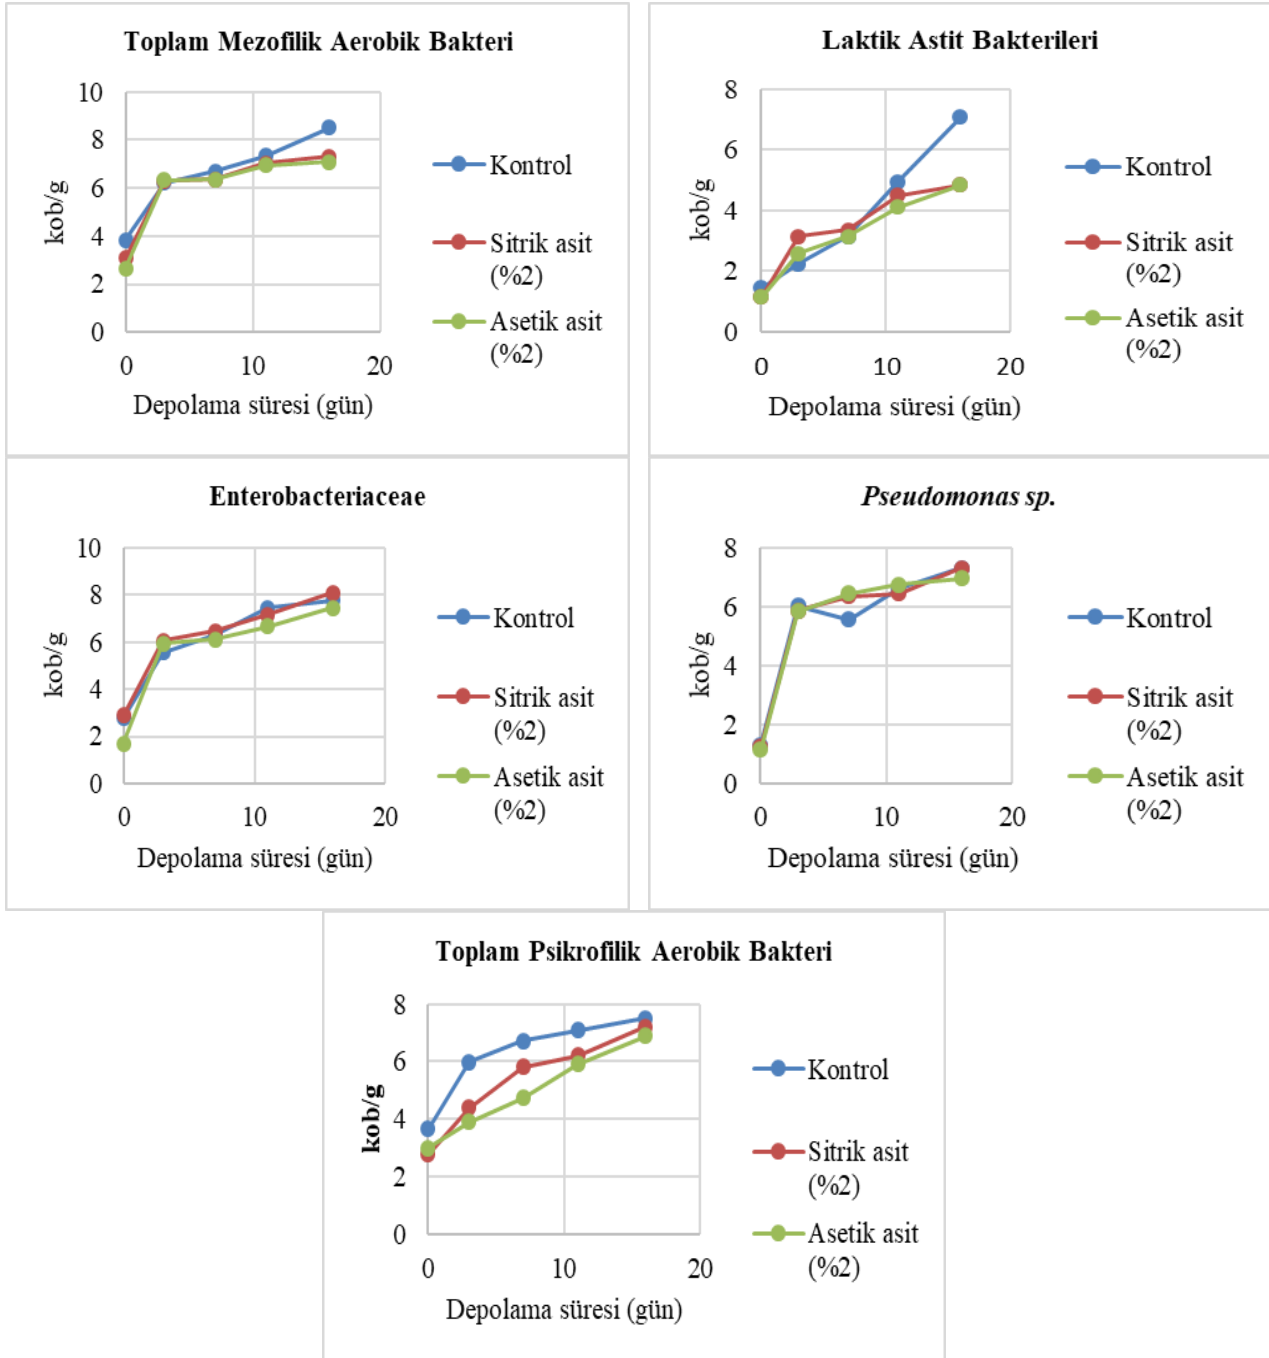 Toplam Mezofilik Aerobik Bakteri
10
8
6
4
2
0
kob/g
0 10 20
Depolama süresi (gün)
Kontrol
Sitrik asit
(%2)
Asetik asit
(%2)
Laktik Astit Bakterileri
8
6
4
2
0
kob/g
0 10 20
Depolama süresi (gün)
Kontrol
Sitrik asit
(%2)
Asetik asit
(%2)
Enterobacteriaceae
10
8
6
4
2
0
kob/g
0 10 20
Depolama süresi (gün)
Kontrol
Sitrik asit
(%2)
Asetik asit
(%2)
Pseudomonas sp.
8
6
4
2
0
kob/g
0 10 20
Depolama süresi (gün)
Kontrol
Sitrik asit
(%2)
Asetik asit
(%2)
Toplam Psikrofilik Aerobik Bakteri
8
6
4
2
0
kob/g
0 10 20
Depolama süresi (gün)
Kontrol
Sitrik asit
(%2)
Asetik asit
(%2)